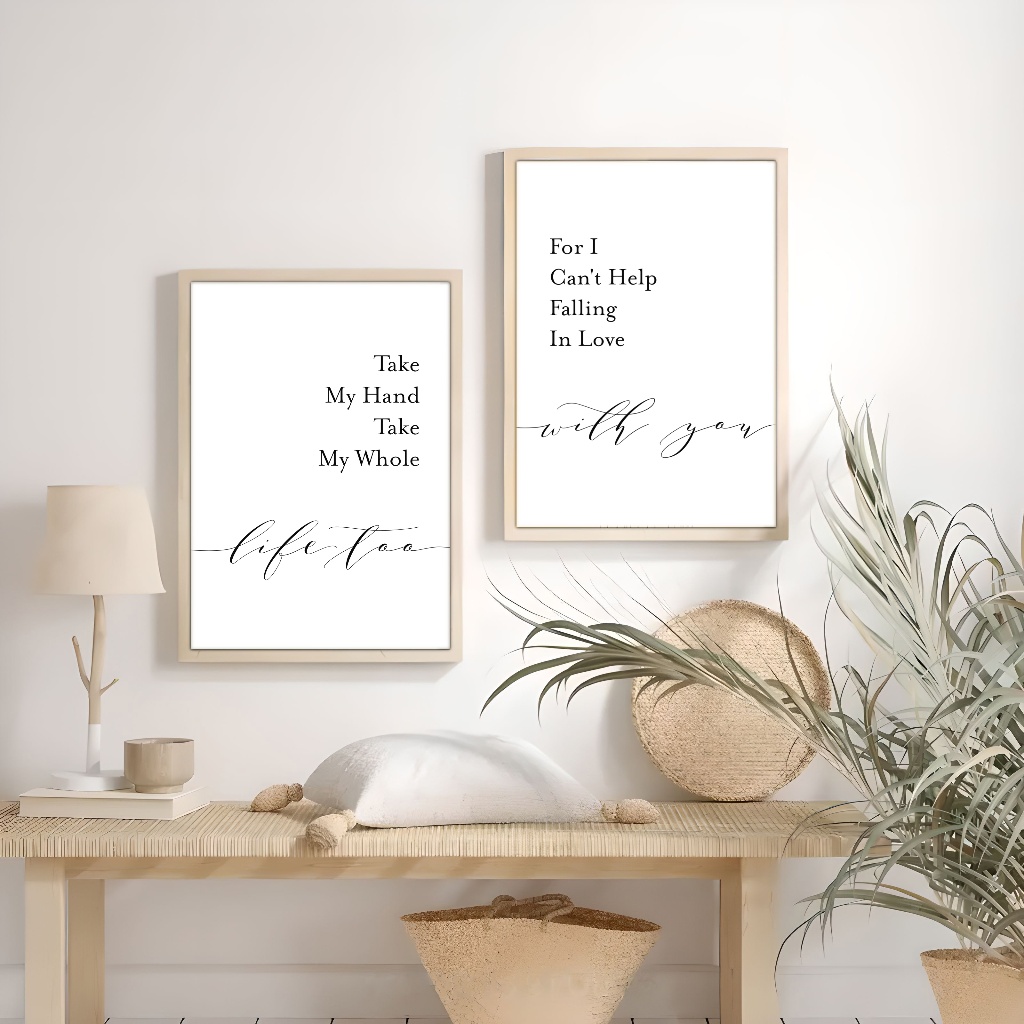 Take
My Hand
Take
My Whole
life too
For I
Can't Help
Falling
In Love
with you